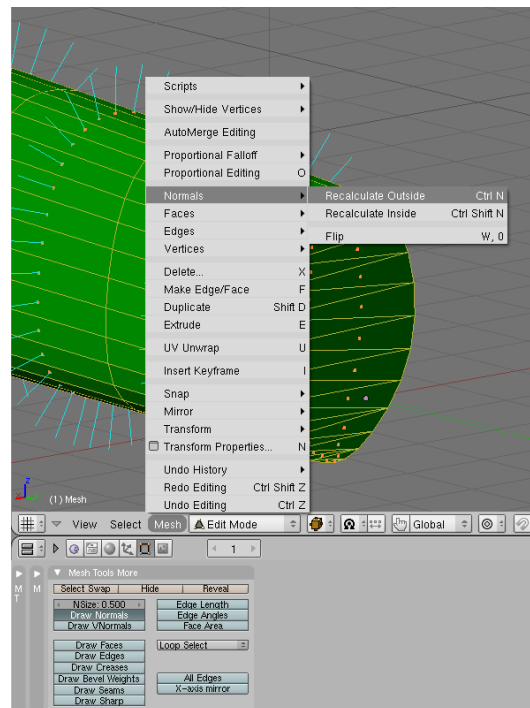 Scripts
Show/Hide Vertices
AutoMerge Editing
Proportional Falloff
Proportional Editing O
Normals
Recalculate Outside Ctrl N
Recalculate Inside Ctrl Shift N
Flip W, 0
Faces
Edges
Vertices
Delete... X
Make Edge/Face F
Duplicate Shift D
Extrude E
UV Unwrap U
Insert Keyframe I
Snap
Mirror
Transform
Transform Properties... N
Undo History
Redo Editing Ctrl Shift Z
Undo Editing Ctrl Z
z
(1) Mesh
View Select Mesh Edit Mode Global
1
Mesh Tools More
M
T
M
Select Swap Hide Reveal
NSize: 0.500 Edge Length
Draw Normals Edge Angles
Draw VNormals Face Area
Draw Faces Loop Select
Draw Edges
Draw Creases
Draw Bevel Weights All Edges
Draw Seams X-axis mirror
Draw Sharp